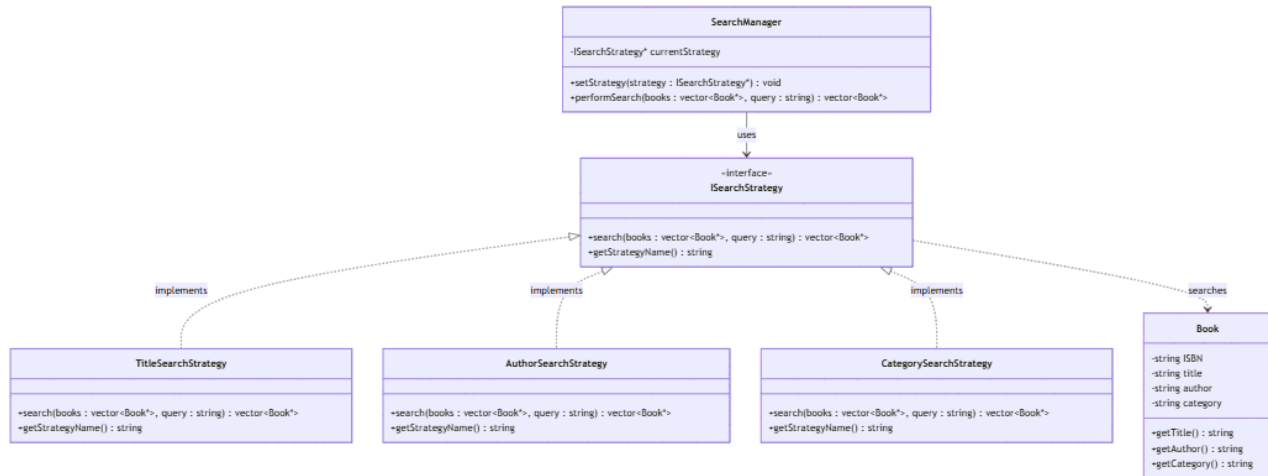 SearchManager
-ISearchStrategy* currentStrategy
+setStrategy(strategy : ISearchStrategy*) : void
+performSearch(books : vector<Book*>, query : string) : vector<Book*>
uses
«interface»
ISearchStrategy
+search(books : vector<Book*>, query : string) : vector<Book*>
+getStrategyName() : string
implements
implements
implements
searches
TitleSearchStrategy
+search(books : vector<Book*>, query : string) : vector<Book*>
+getStrategyName() : string
AuthorSearchStrategy
+search(books : vector<Book*>, query : string) : vector<Book*>
+getStrategyName() : string
CategorySearchStrategy
+search(books : vector<Book*>, query : string) : vector<Book*>
+getStrategyName() : string
Book
-string ISBN
-string title
-string author
-string category
+getTitle() : string
+getAuthor() : string
+getCategory() : string